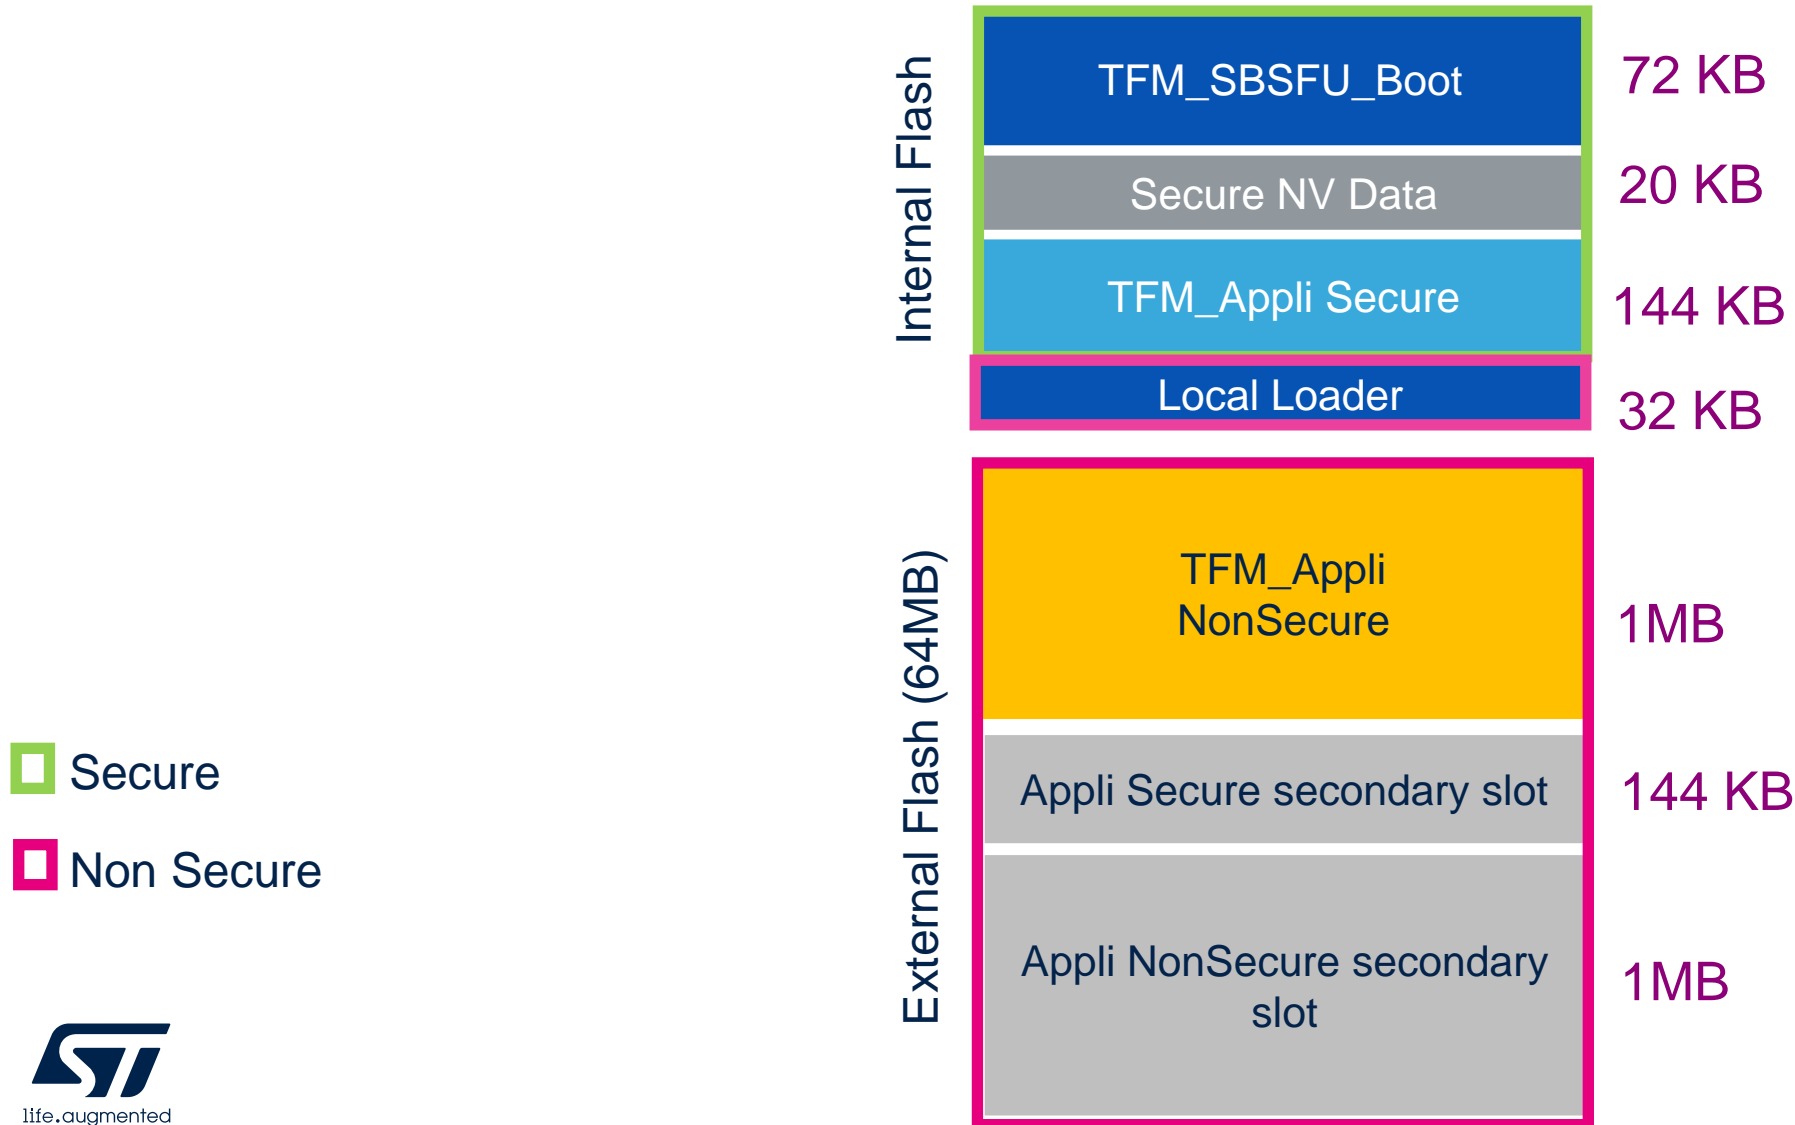 Internal Flash
TFM_SBSFU_Boot
72 KB
Secure NV Data
20 KB
TFM_Appli Secure
144 KB
Local Loader
32 KB
External Flash (64MB)
TFM_Appli
NonSecure
1MB
Appli Secure secondary slot
144 KB
Appli NonSecure secondary
slot
1MB
Secure
Non Secure
ST
life.augmented